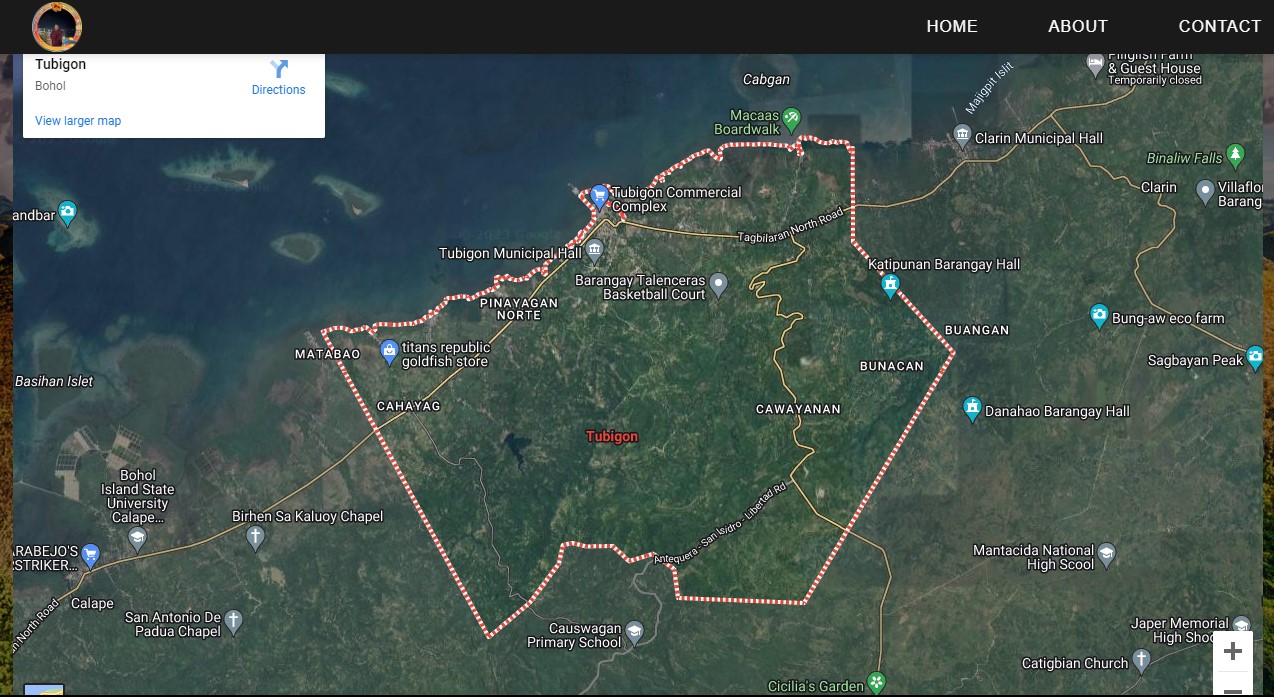 HOME
ABOUT
CONTACT
Tubigon
Bohol
Directions
View larger map
Cabgan
Majigpit Islit
& Guest House
Temporarily closed
Macaas
Boardwalk
Clarin Municipal Hall
Binaliw Falls
Clarin
Tubigon Commercial
Complex
andbar
Tagbilaran North Road
Tubigon Municipal Hall
Katipunan Barangay Hall
Barangay Talenceras
Basketball Court
PINAYAGAN
NORTE
Bung-aw eco farm
BUANGAN
MATABAO
titans republic
goldfish store
BUNACAN
Sagbayan Peak
Basihan Islet
CAHAYAG
CAWAYANAN
Danahao Barangay Hall
Tubigon
Bohol
Island State
University
Calape...
Birhen Sa Kaluoy Chapel
Antequera - San Isidro - Libertad Rd
ARABEJO'S
STRIKER...
Mantacida National
High Scool
Calape
North Road
San Antonio De
Padua Chapel
Causwagan
Primary School
Japer Memorial
High Shoo
Catigbian Church
Cicilia's Garden